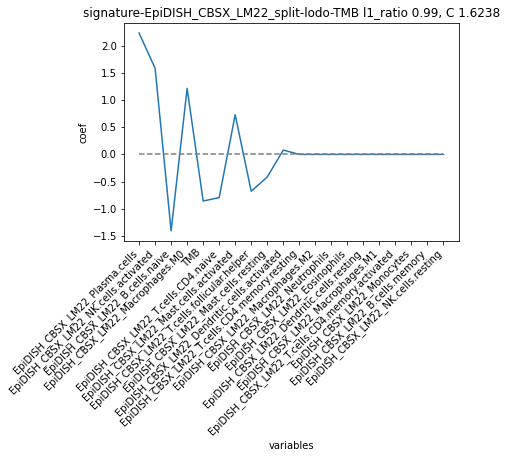 signature-EpiDISH_CBSX_LM22_split-lodo-TMB l1_ratio 0.99, C 1.6238
coef
2.0
1.5
1.0
0.5
0.0
−0.5
−1.0
−1.5
EpiDISH_CBSX_LM22_Plasma.cells
EpiDISH_CBSX_LM22_NK.cells.activated
EpiDISH_CBSX_LM22_B.cells.naive
EpiDISH_CBSX_LM22_Macrophages.M0
TMB
EpiDISH_CBSX_LM22_T.cells.CD4.naive
EpiDISH_CBSX_LM22_Mast.cells.activated
EpiDISH_CBSX_LM22_T.cells.follicular.helper
EpiDISH_CBSX_LM22_Mast.cells.resting
EpiDISH_CBSX_LM22_Dendritic.cells.activated
EpiDISH_CBSX_LM22_T.cells.CD4.memory.resting
EpiDISH_CBSX_LM22_Macrophages.M2
EpiDISH_CBSX_LM22_Neutrophils
EpiDISH_CBSX_LM22_Eosinophils
EpiDISH_CBSX_LM22_Dendritic.cells.resting
EpiDISH_CBSX_LM22_Macrophages.M1
EpiDISH_CBSX_LM22_T.cells.CD4.memory.activated
EpiDISH_CBSX_LM22_Monocytes
EpiDISH_CBSX_LM22_B.cells.memory
EpiDISH_CBSX_LM22_NK.cells.resting
variables